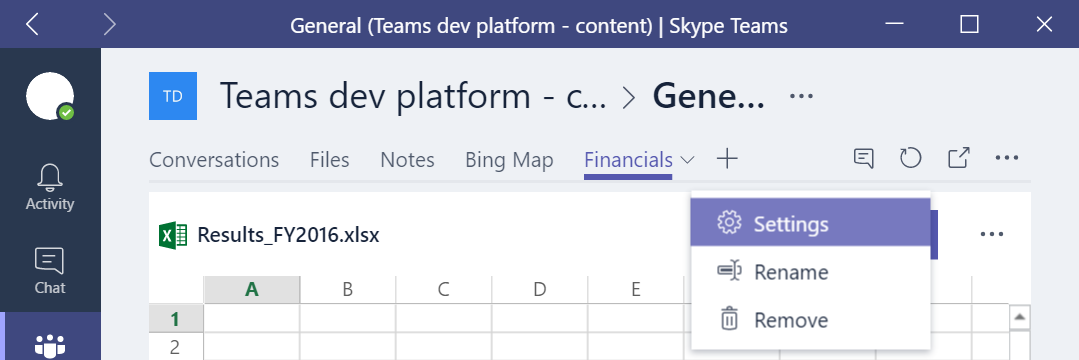 General (Teams dev platform - content) | Skype Teams
TD
Teams dev platform - c... > Gene... ...
Conversations Files Notes Bing Map Financials
Activity
Results_FY2016.xlsx
Settings
Chat
Rename
A B C D E
Remove
1
2